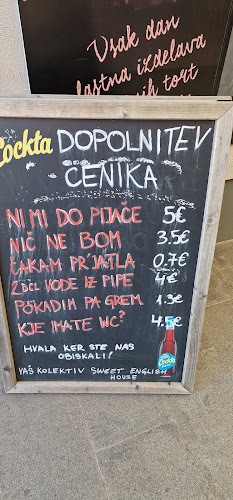 Vsak dan
lastna izdelava
tort
Cockta DOPOLNITEV
CENIKA
NI MI DO PIJAČE 5€
NIČ NE BOM 3.5€
ČAKAM PR'JATLA 0.7€
2 DCL VODE IZ PIPE 4€
POKADIM PA GREM 1.3€
KJE IMATE WC? 4.5€
HVALA KER STE NAS
OBISKALI!
Cockta
VAŠ KOLEKTIV SWEET ENGLISH
HOUSE